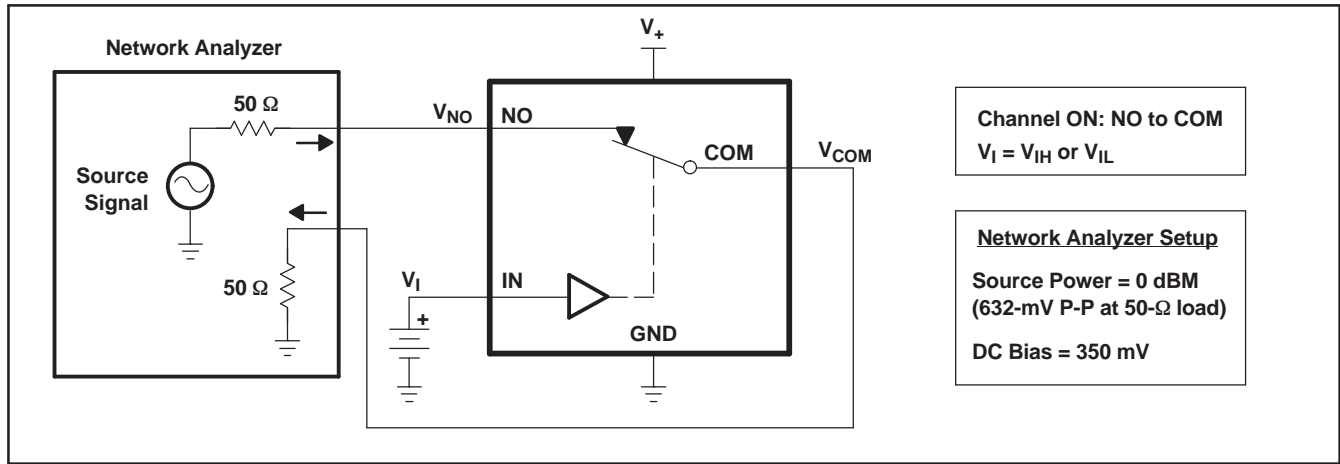 Network Analyzer
50 Ω
Source
Signal
50 Ω
V+
VNO
NO
COM
VCOM
VI
IN
+
GND
Channel ON: NO to COM
VI = VIH or VIL
Network Analyzer Setup
Source Power = 0 dBM
(632-mV P-P at 50-Ω load)
DC Bias = 350 mV